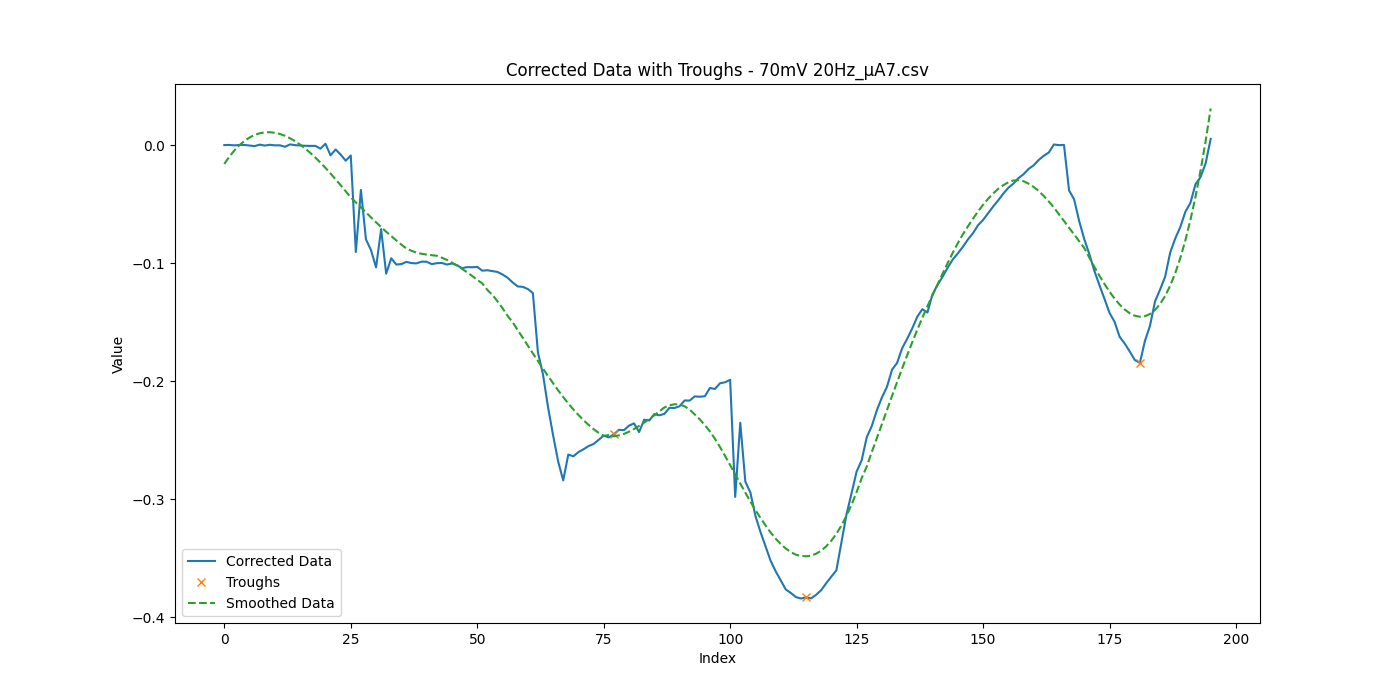 Corrected Data with Troughs - 70mV 20Hz_μA7.csv
Value
0.0
−0.1
−0.2
−0.3
−0.4
Corrected Data
Troughs
Smoothed Data
0 25 50 75 100 125 150 175 200
Index